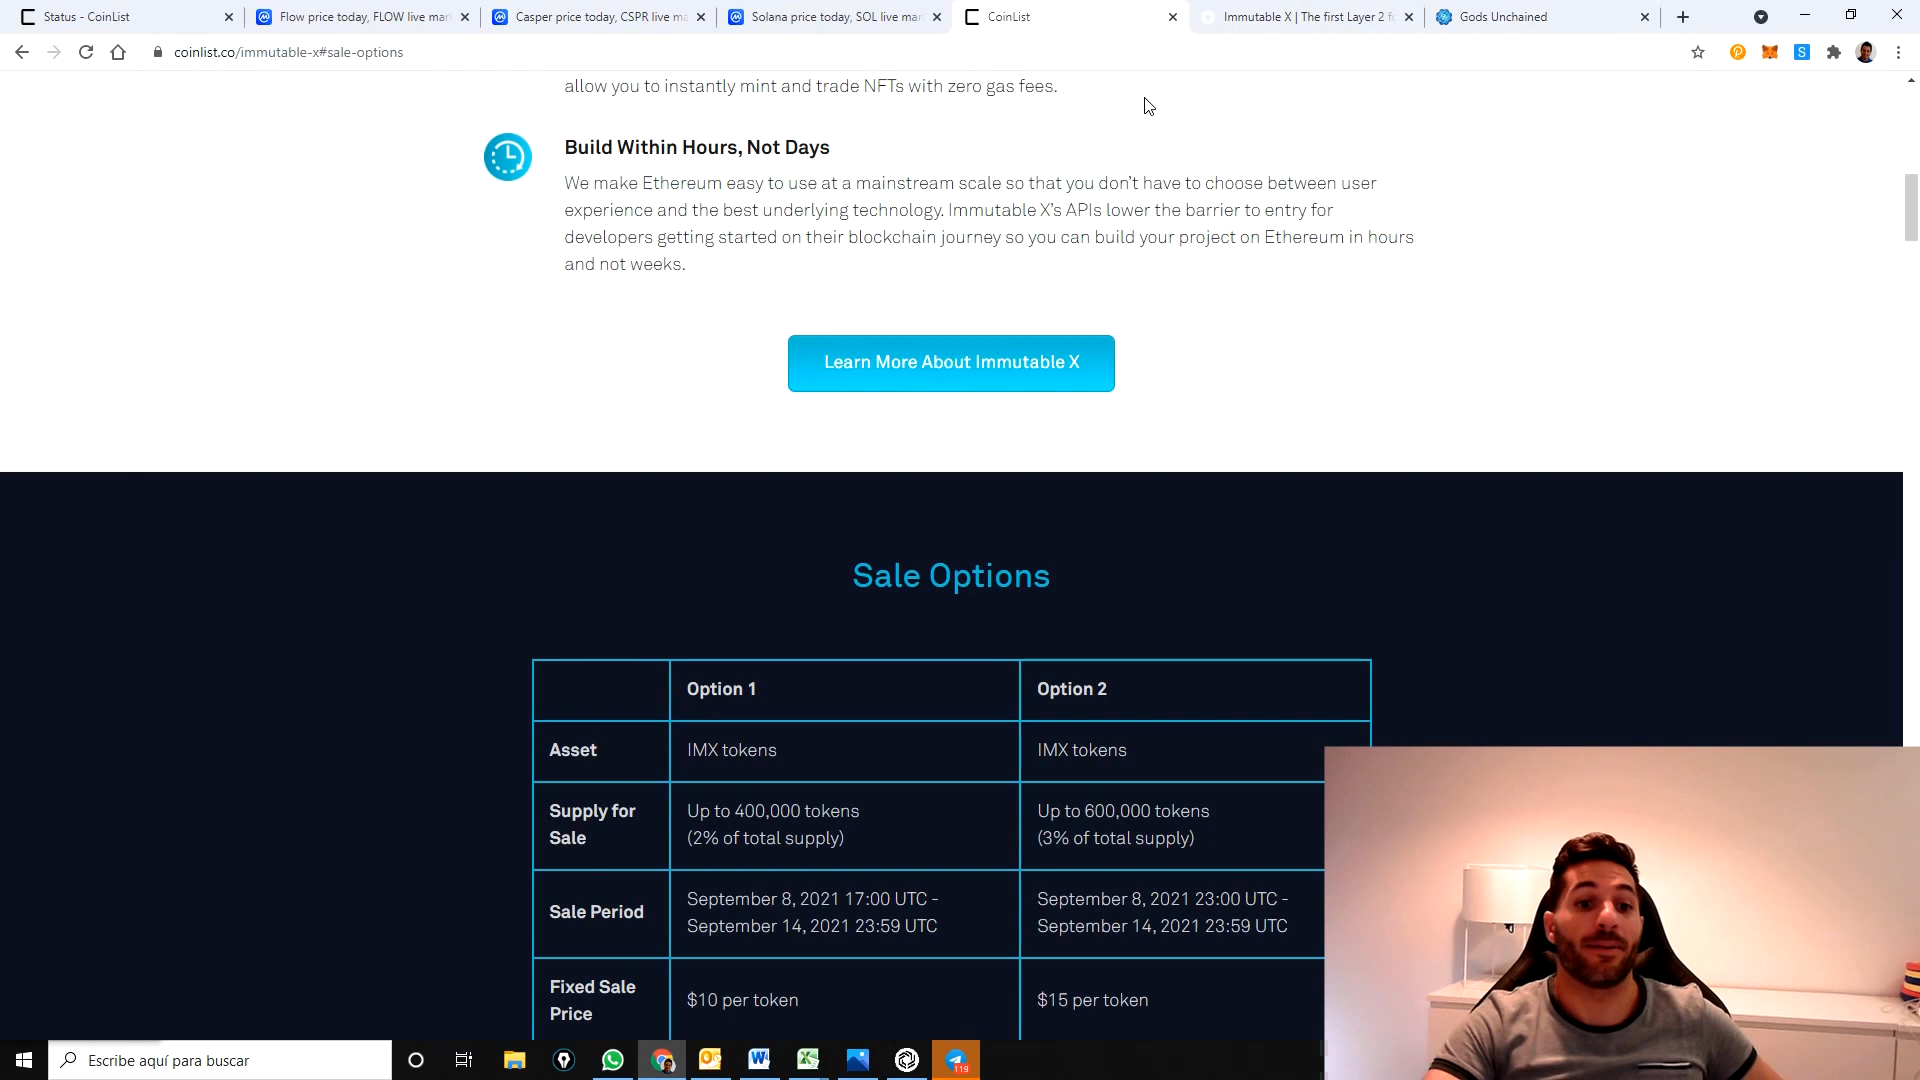 Status - CoinList
Flow price today, FLOW live mar
Casper price today, CSPR live ma
Solana price today, SOL live mar
CoinList
Immutable X | The first Layer 2 fo
Gods Unchained
coinlist.co/immutable-x#sale-options
allow you to instantly mint and trade NFTs with zero gas fees.
Build Within Hours, Not Days
We make Ethereum easy to use at a mainstream scale so that you don't have to choose between user
experience and the best underlying technology. Immutable X's APIs lower the barrier to entry for
developers getting started on their blockchain journey so you can build your project on Ethereum in hours
and not weeks.
Learn More About Immutable X
Sale Options
Option 1
Option 2
Asset
IMX tokens
IMX tokens
Supply for
Sale
Up to 400,000 tokens
(2% of total supply)
Up to 600,000 tokens
(3% of total supply)
Sale Period
September 8, 2021 17:00 UTC -
September 14, 2021 23:59 UTC
September 8, 2021 23:00 UTC -
September 14, 2021 23:59 UTC
Fixed Sale
Price
$10 per token
$15 per token
Escribe aquí para buscar
119